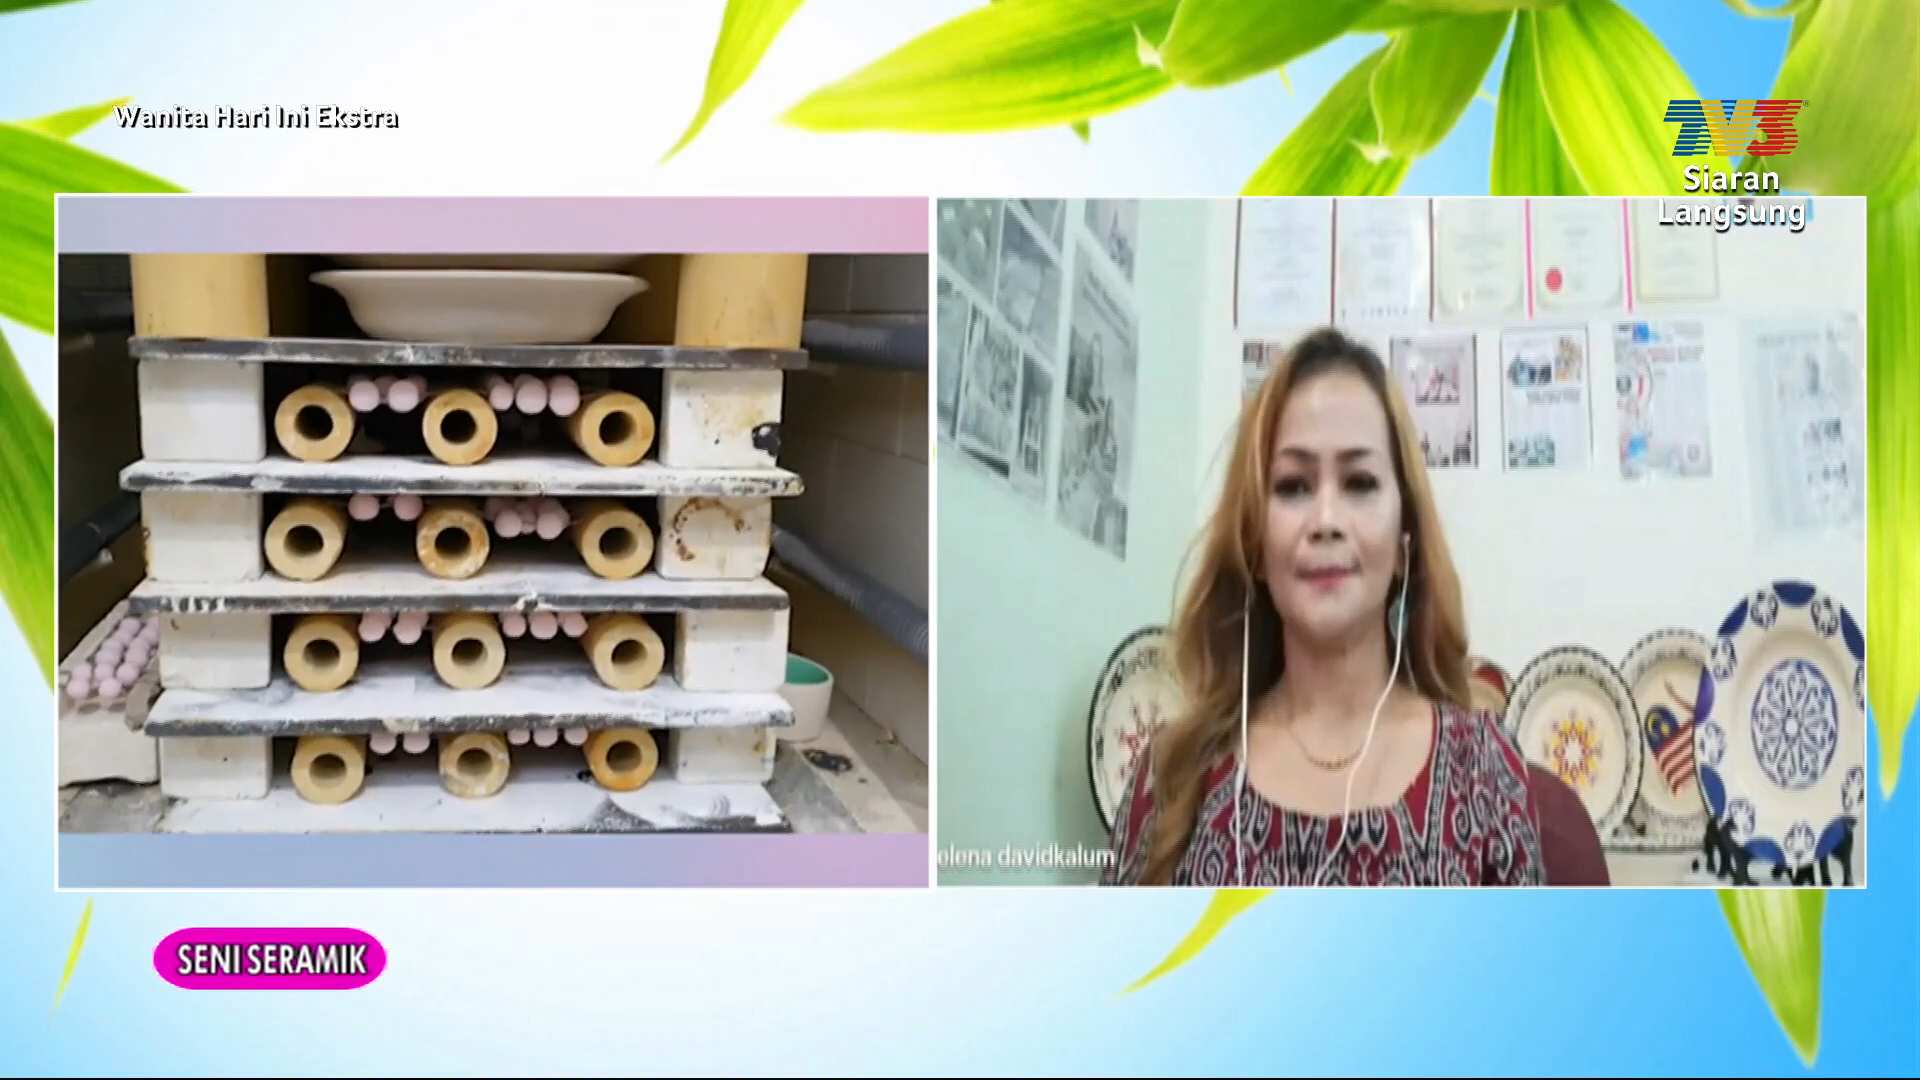 Wanita Hari Ini Ekstra
TV3
Siaran
Langsung
elena davidkalum
SENI SERAMIK